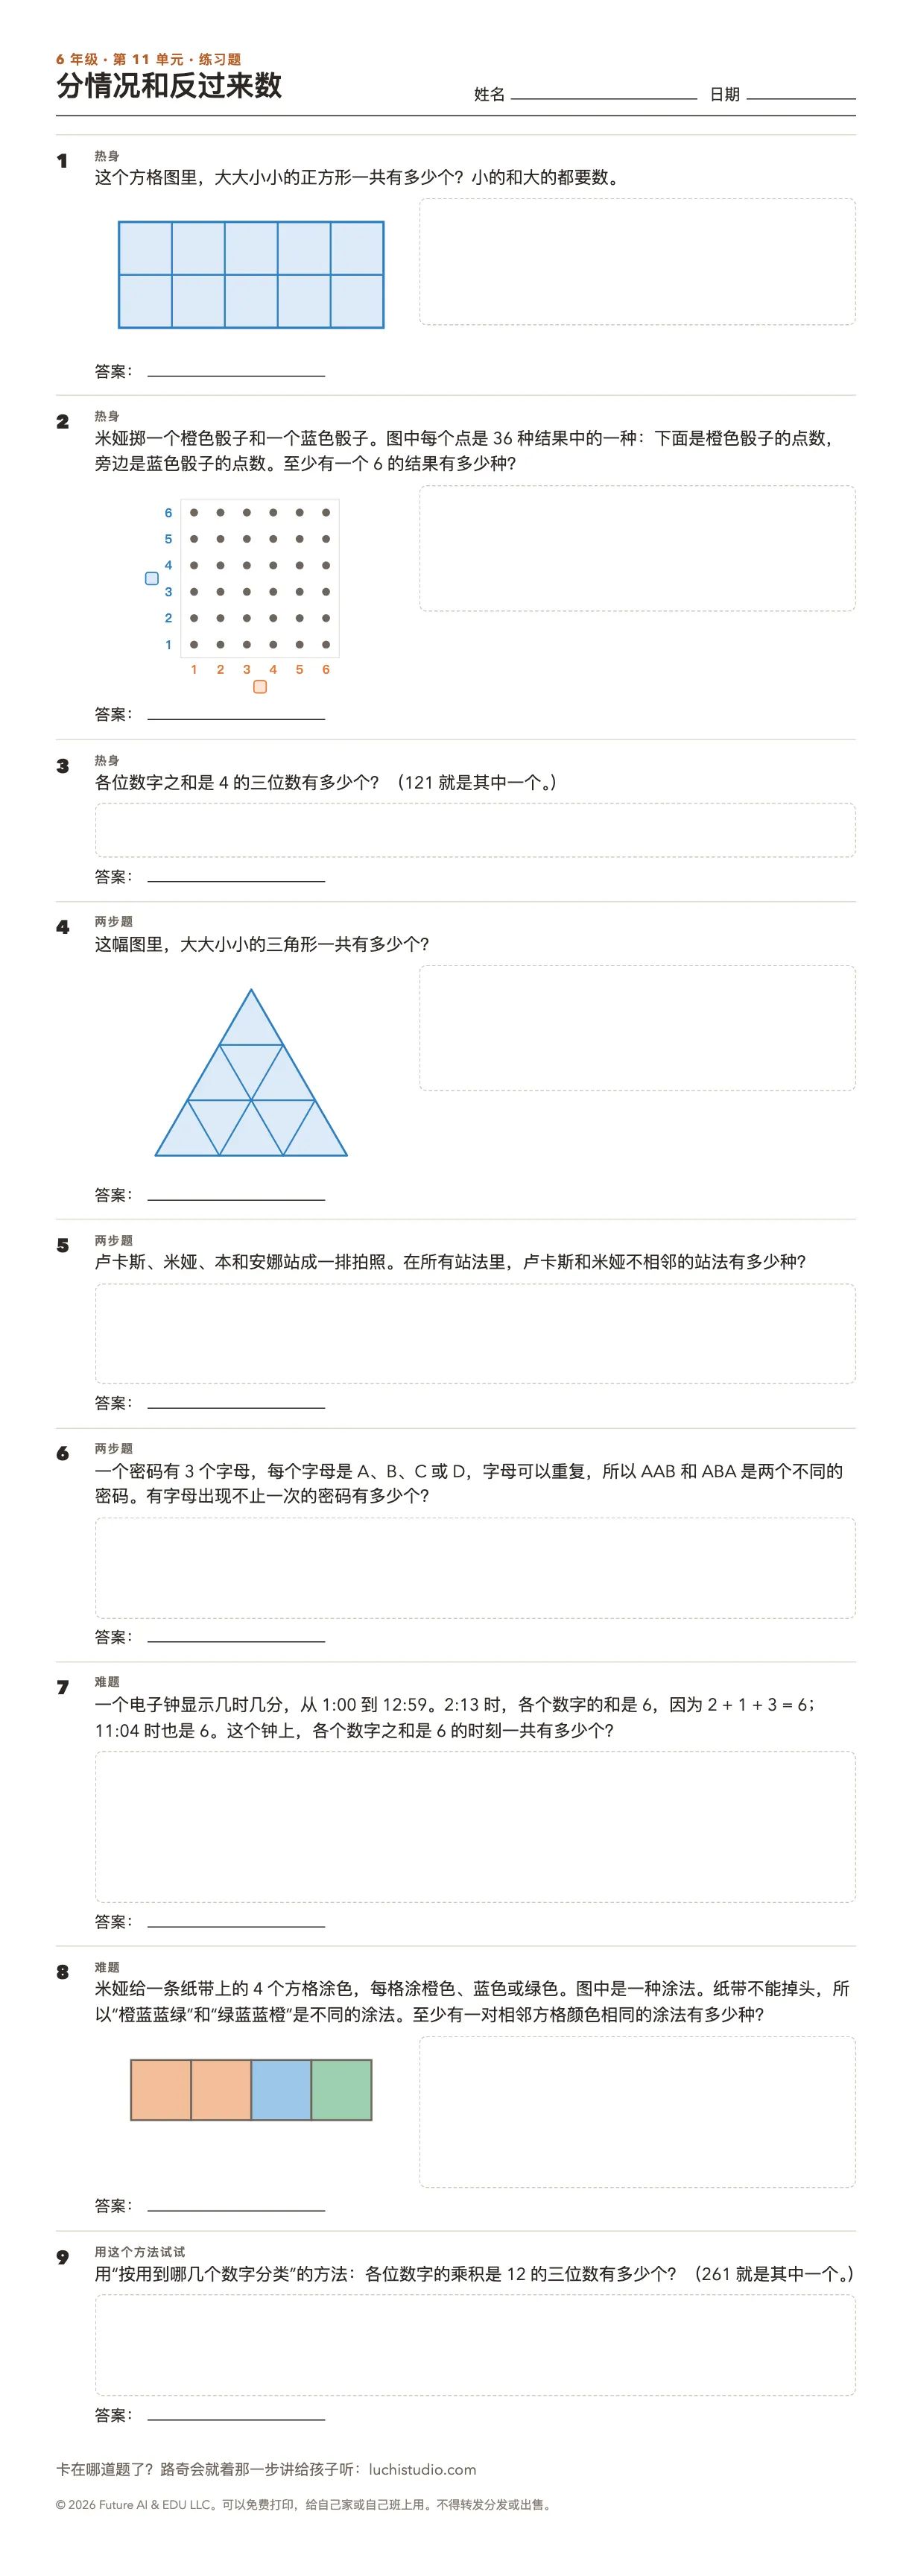 6 年级・第 11 单元・练习题
分情况和反过来数
姓名
日期
1
热身
这个方格图里，大大小小的正方形一共有多少个？小的和大的都要数。
答案：
2
热身
米娅掷一个橙色骰子和一个蓝色骰子。图中每个点是 36 种结果中的一种：下面是橙色骰子的点数，
旁边是蓝色骰子的点数。至少有一个 6 的结果有多少种？
6
5
4
3
2
1
1 2 3 4 5 6
答案：
3
热身
各位数字之和是 4 的三位数有多少个？（121 就是其中一个。）
答案：
4
两步题
这幅图里，大大小小的三角形一共有多少个？
答案：
5
两步题
卢卡斯、米娅、本和安娜站成一排拍照。在所有站法里，卢卡斯和米娅不相邻的站法有多少种？
答案：
6
两步题
一个密码有 3 个字母，每个字母是 A、B、C 或 D，字母可以重复，所以 AAB 和 ABA 是两个不同的
密码。有字母出现不止一次的密码有多少个？
答案：
7
难题
一个电子钟显示几时几分，从 1:00 到 12:59。2:13 时，各个数字的和是 6，因为 2 + 1 + 3 = 6；
11:04 时也是 6。这个钟上，各个数字之和是 6 的时刻一共有多少个？
答案：
8
难题
米娅给一条纸带上的 4 个方格涂色，每格涂橙色、蓝色或绿色。图中是一种涂法。纸带不能掉头，所
以“橙蓝蓝绿”和“绿蓝蓝橙”是不同的涂法。至少有一对相邻方格颜色相同的涂法有多少种？
答案：
9
用这个方法试试
用“按用到哪几个数字分类”的方法：各位数字的乘积是 12 的三位数有多少个？（261 就是其中一个。）
答案：
卡在哪道题了？路奇会就着那一步讲给孩子听：luchistudio.com
© 2026 Future AI & EDU LLC。可以免费打印，给自己家或自己班上用。不得转发分发或出售。